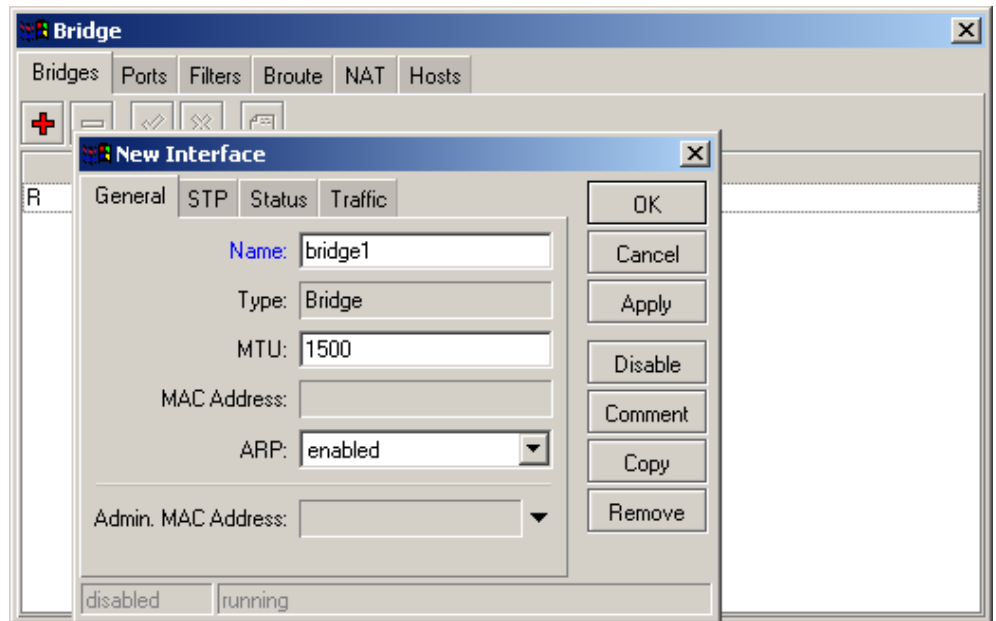 Bridge
Bridges Ports Filters Broute NAT Hosts
New Interface
R
General STP Status Traffic
OK
Name: bridge1
Cancel
Type: Bridge
Apply
MTU: 1500
Disable
MAC Address:
Comment
ARP: enabled
Copy
Admin. MAC Address:
Remove
disabled running